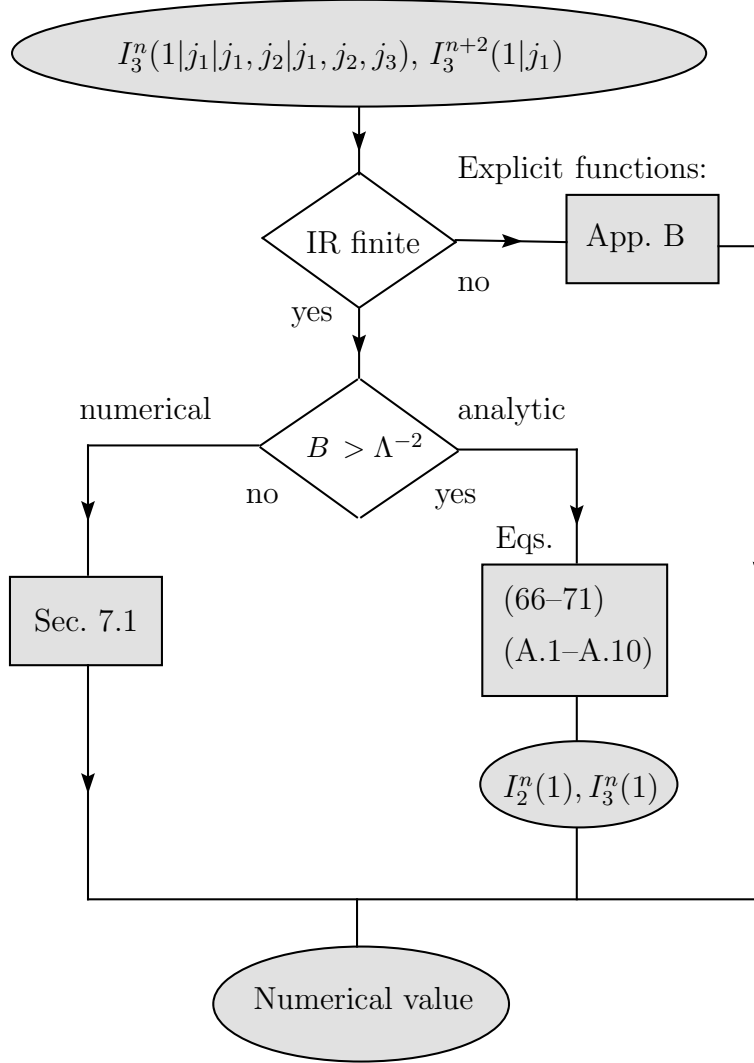 I_3^n(1|j_1|j_1, j_2|j_1, j_2, j_3), I_3^{n+2}(1|j_1)
Explicit functions:
IR finite
App. B
no
yes
numerical
analytic
B > Λ^{−2}
no
yes
Eqs.
(66–71)
Sec. 7.1
(A.1–A.10)
I_2^n(1), I_3^n(1)
Numerical value